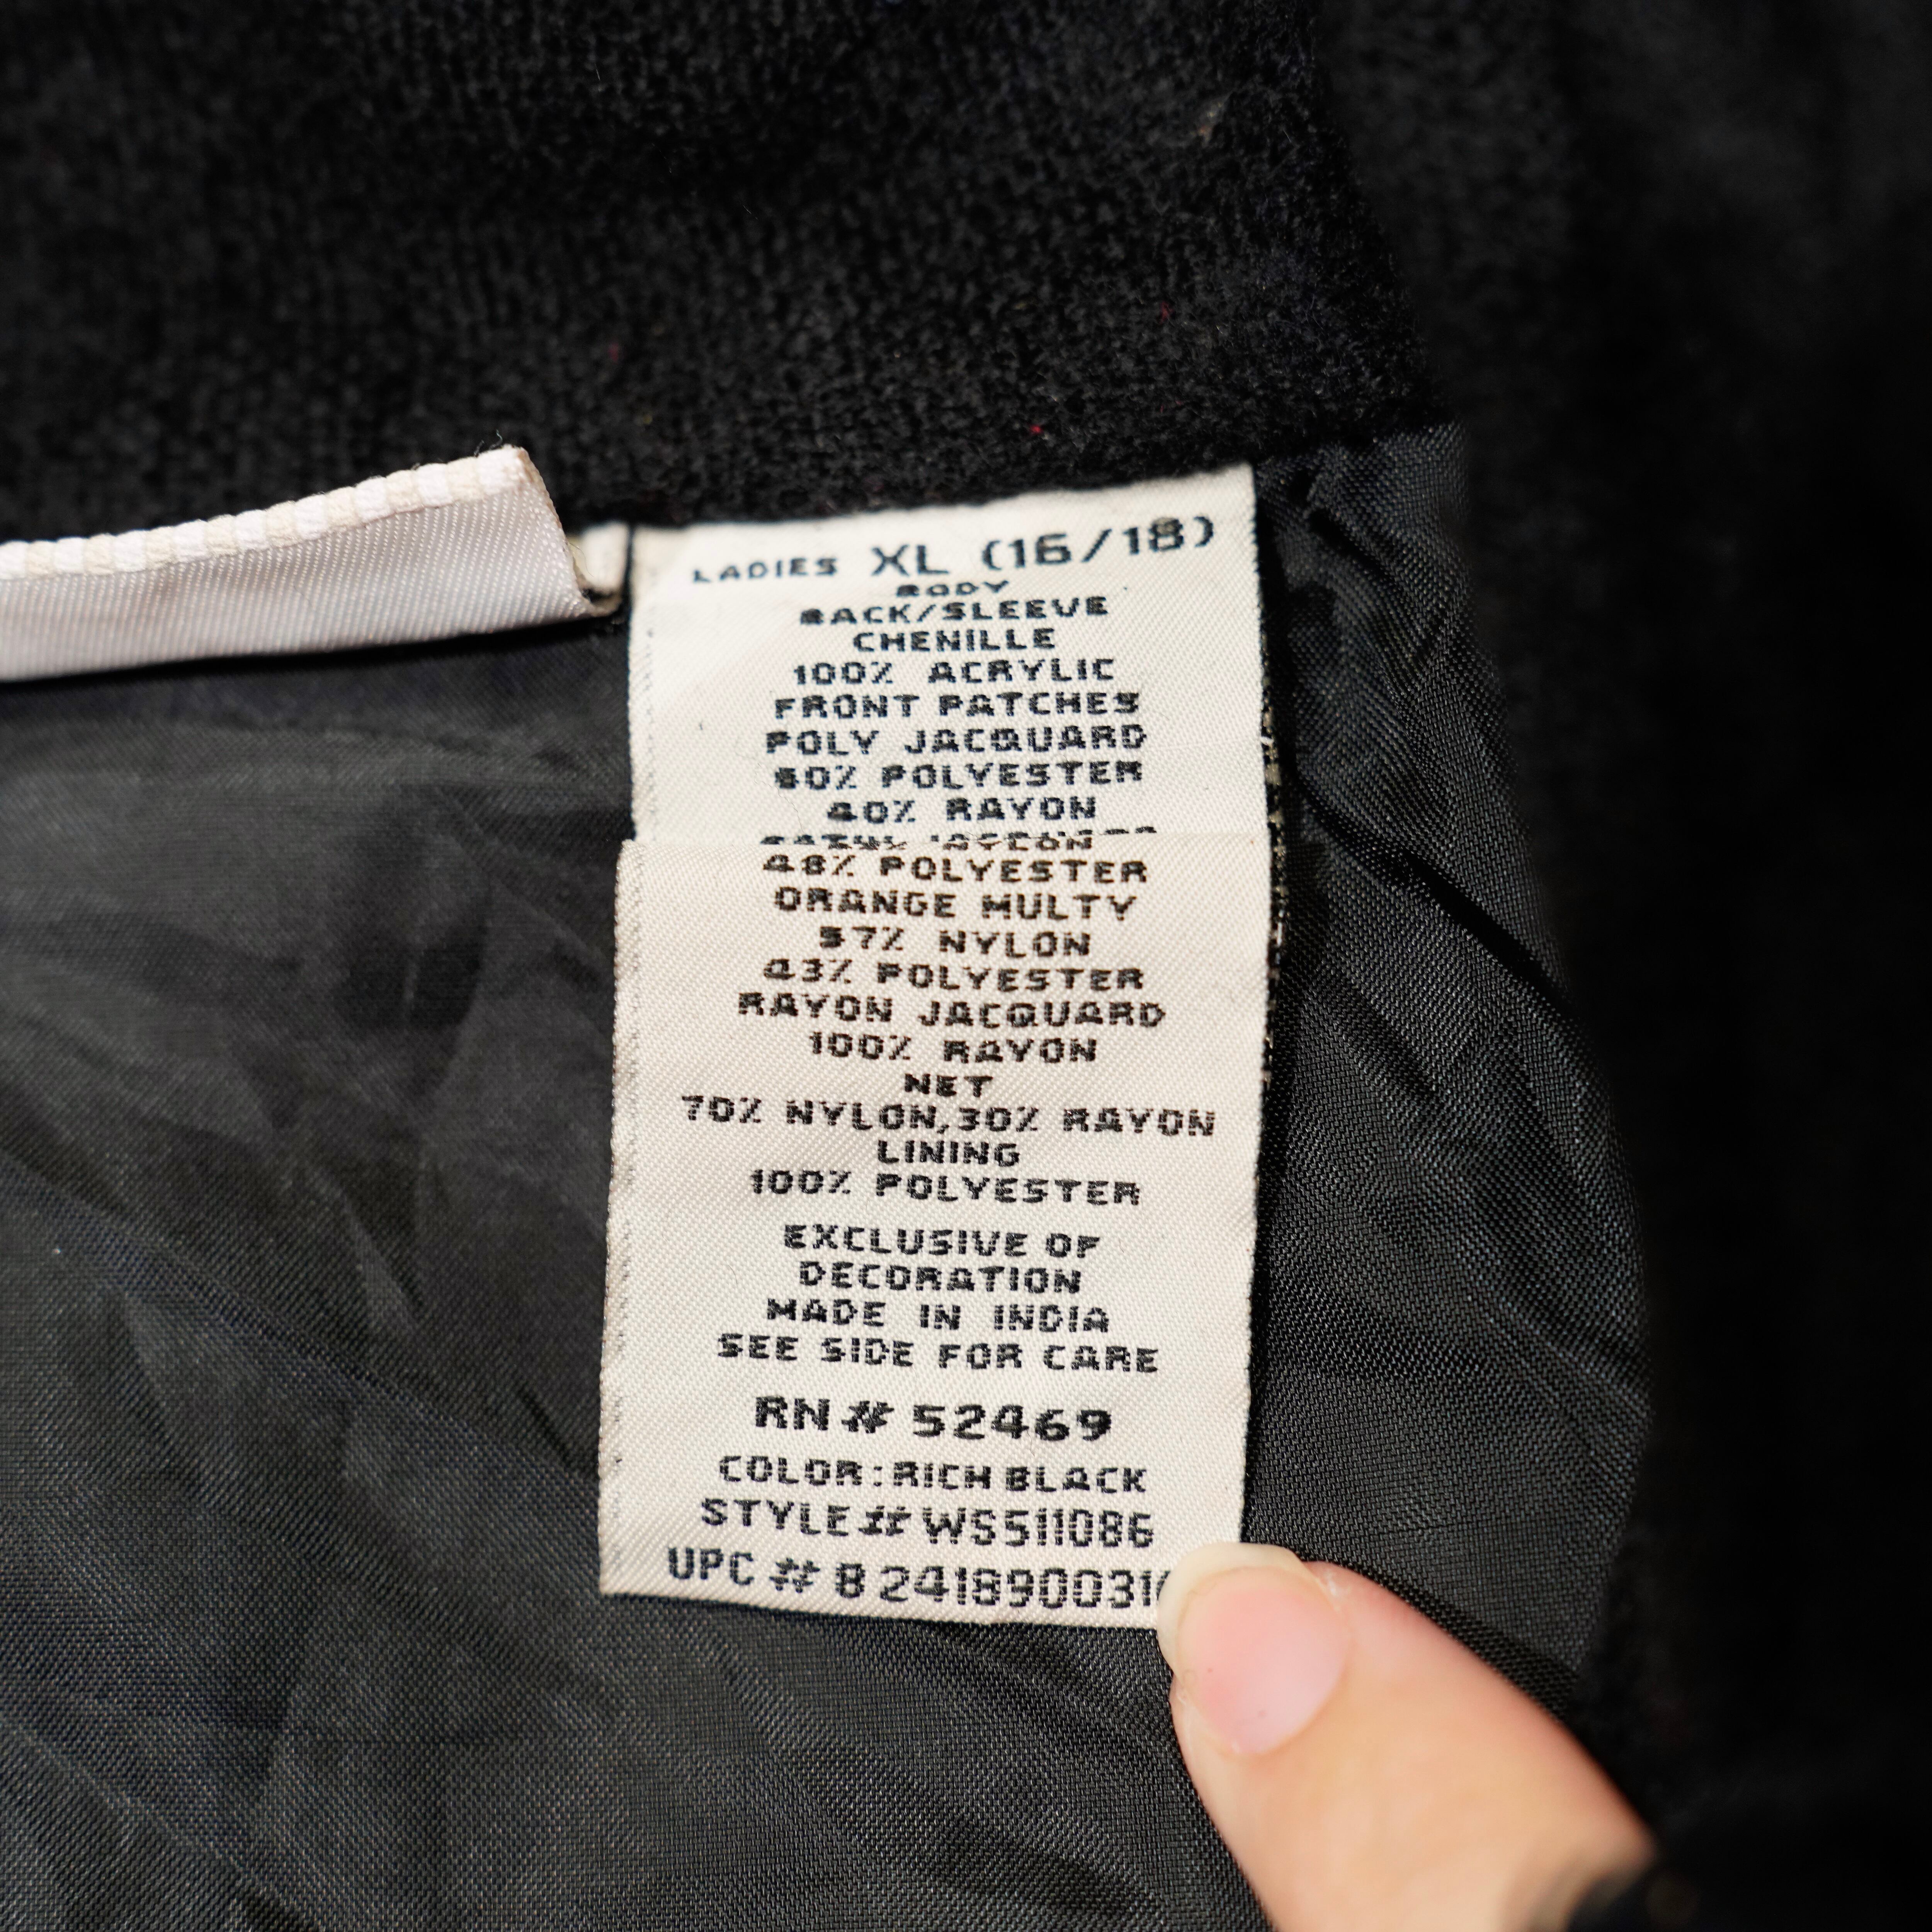 LADIES XL (16/18)
BODY
BACK/SLEEVE
CHENILLE
100% ACRYLIC
FRONT PATCHES
POLY JACQUARD
60% POLYESTER
40% RAYON
48% POLYESTER
ORANGE MULTY
57% NYLON
43% POLYESTER
RAYON JACQUARD
100% RAYON
NET
70% NYLON,30% RAYON
LINING
100% POLYESTER
EXCLUSIVE OF
DECORATION
MADE IN INDIA
SEE SIDE FOR CARE
RN# 52469
COLOR:RICH BLACK
STYLE# WS511086
UPC #